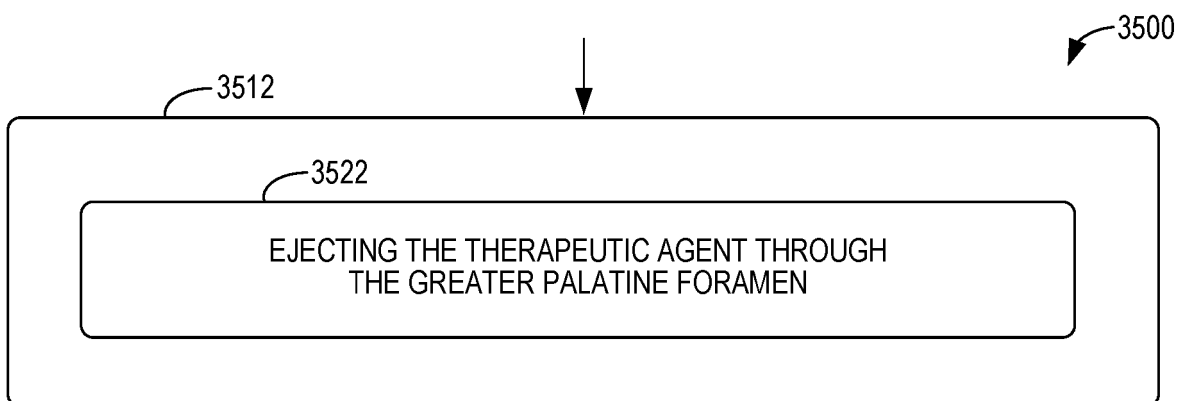 3500
3512
3522
EJECTING THE THERAPEUTIC AGENT THROUGH
THE GREATER PALATINE FORAMEN